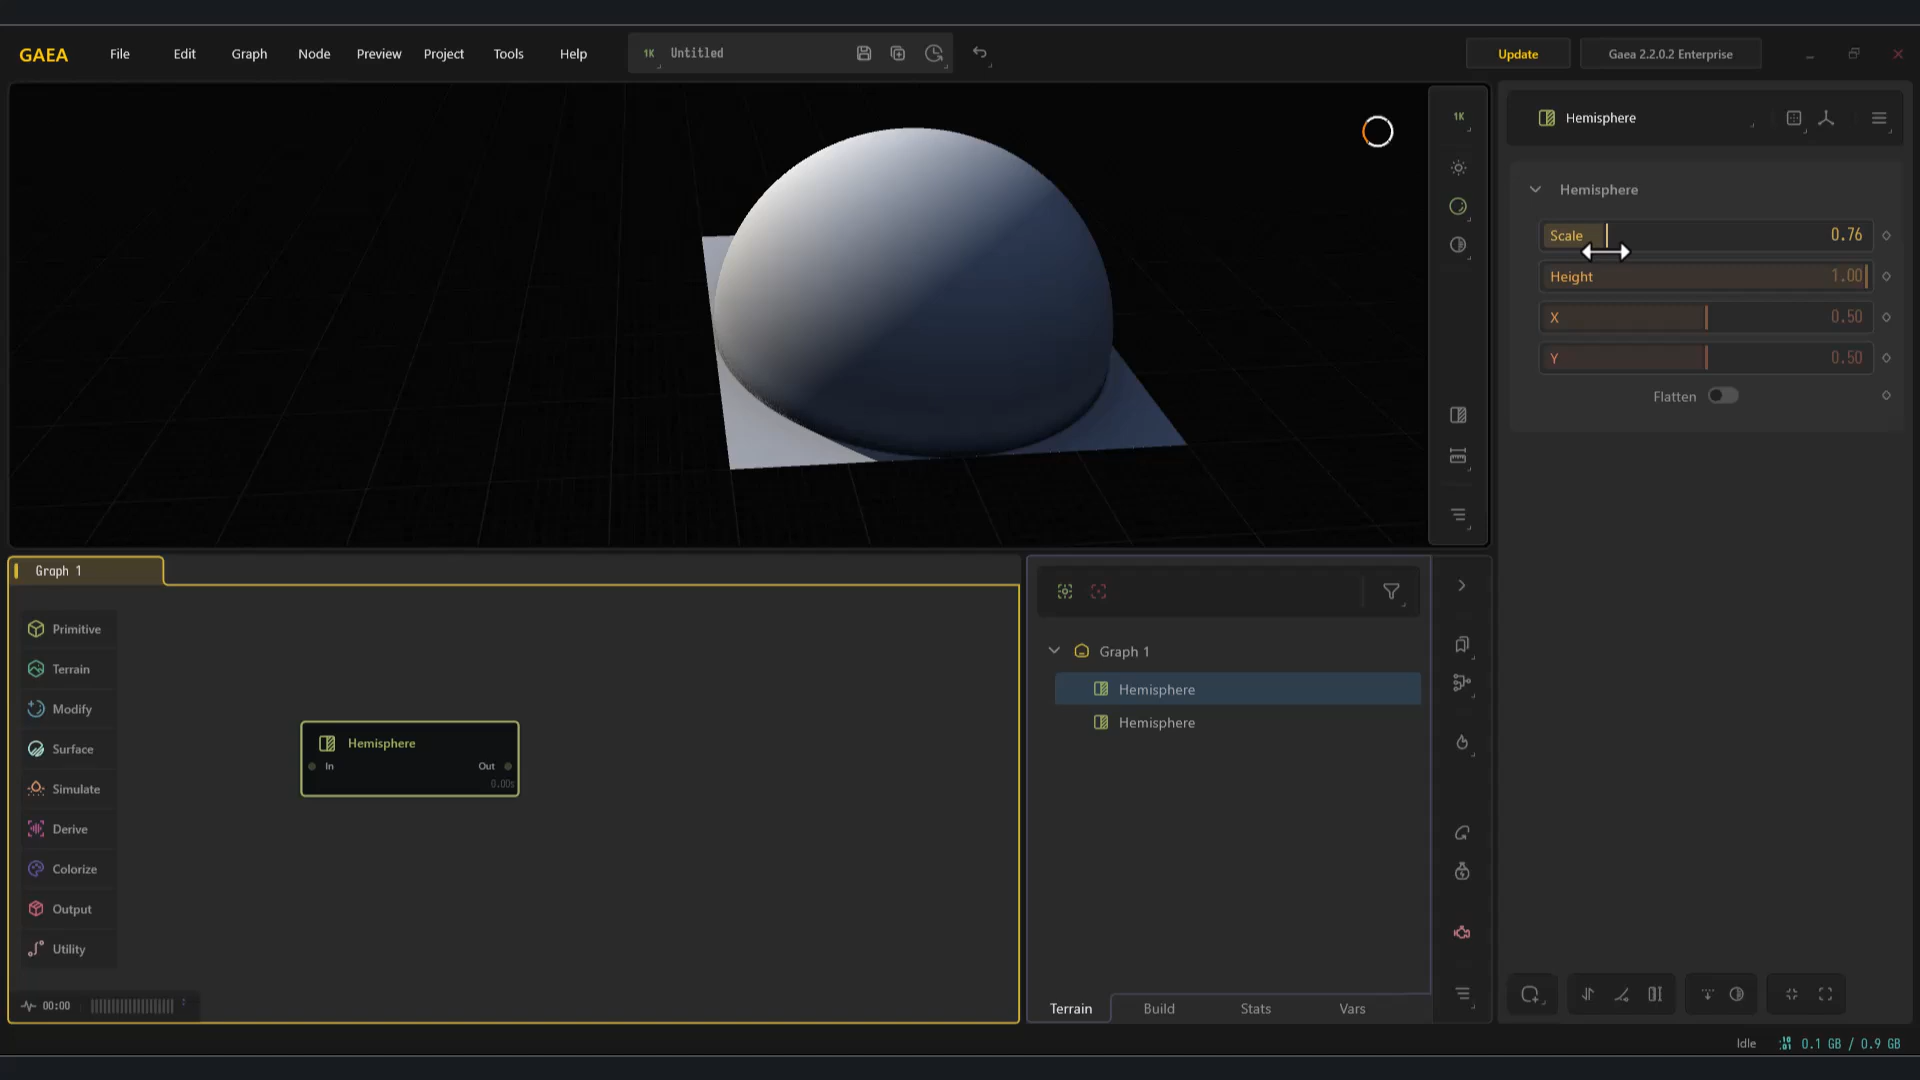 GAEA File Edit Graph Node Preview Project Tools Help 1K Untitled Update Gaea 2.2.0.2 Enterprise
1K
Hemisphere
Hemisphere
Scale 0.76
Height 1.00
X 0.50
Y 0.50
Flatten
Graph 1
Primitive
Terrain
Modify
Surface
Simulate
Derive
Colorize
Output
Utility
Hemisphere
In Out
0.00s
00:00
Graph 1
Hemisphere
Hemisphere
Terrain Build Stats Vars
Idle 0.1 GB / 0.9 GB